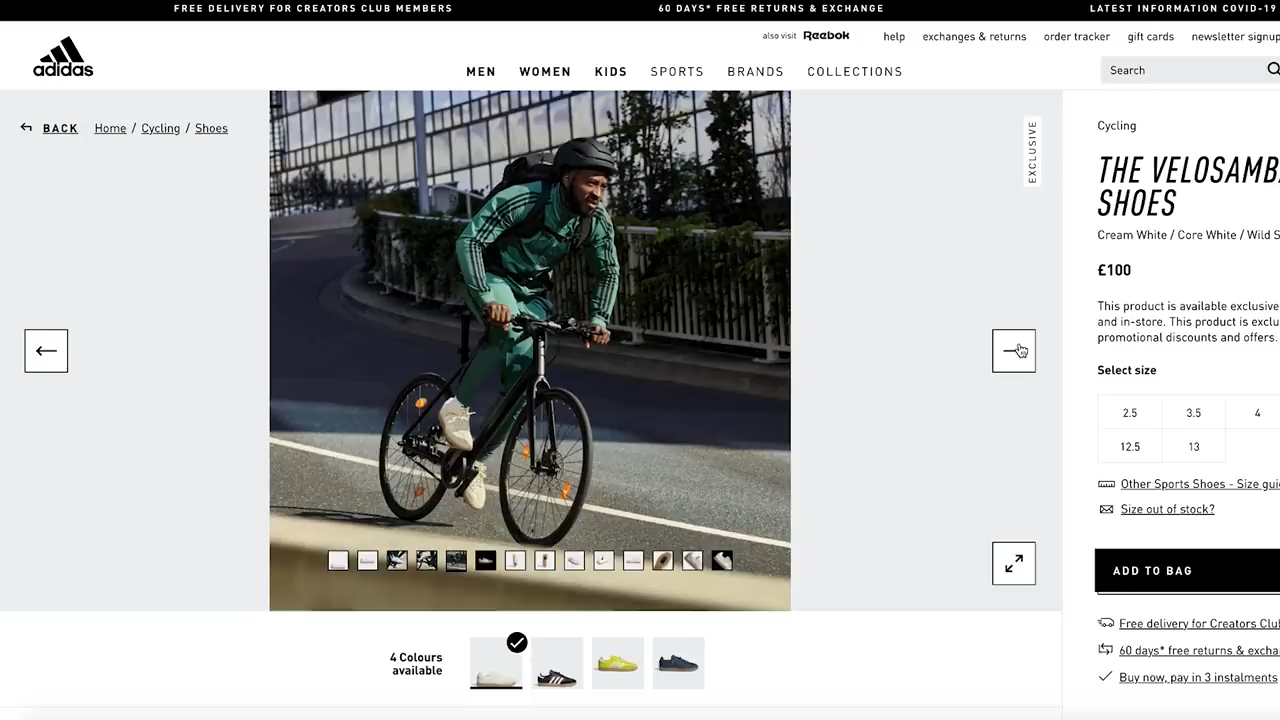 FREE DELIVERY FOR CREATORS CLUB MEMBERS
60 DAYS* FREE RETURNS & EXCHANGE
LATEST INFORMATION COVID-19
also visit Reebok
help
exchanges & returns
order tracker
gift cards
newsletter signup
adidas
MEN
WOMEN
KIDS
SPORTS
BRANDS
COLLECTIONS
Search
BACK
Home / Cycling / Shoes
EXCLUSIVE
Cycling
THE VELOSAMB
SHOES
Cream White / Core White / Wild S
£100
This product is available exclusive
and in-store. This product is exclu
promotional discounts and offers.
Select size
2.5
3.5
4
12.5
13
Other Sports Shoes - Size gui
Size out of stock?
ADD TO BAG
Free delivery for Creators Clu
60 days* free returns & excha
Buy now, pay in 3 instalments
4 Colours
available